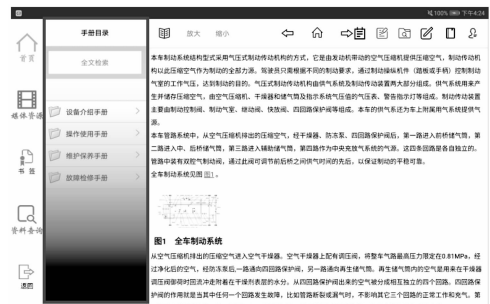 100% 下午4:24
手册目录
放大 缩小
首页
全文检索
本车制动系统结构型式采用气压式制动传动机构的方式，它是由发动机带动的空气压缩机提供压缩空气，制动传动机
构以此压缩空气作为制动的全部力源。驾驶员只需根据不同的制动要求，通过制动操纵机件（踏板或手柄）控制制动
气室的工作气压，达到制动的目的。气压式制动传动机构由供气系统及制动传动装置两大部分组成。供气系统用来产
生并储存压缩空气，由空气压缩机、干燥器和储气筒及指示系统气压值的气压表、警告指示灯等组成。制动传动装置
主要由制动控制阀、制动气室、继动阀、快放阀、四回路保护阀等组成。本车的供气系还为车上附属用气系统提供气
源。
媒体资源
设备介绍手册
操作使用手册
本车管路系统中，从空气压缩机排出的压缩空气，经干燥器、防冻泵、四回路保护阀后，第一路进入前桥储气筒，第
二路进入中、后桥储气筒，第三路进入辅助储气筒，第四路作为中央充放气系统的气源。这四条回路是各自独立的。
管路中装有双腔气制动阀，通过此阀可调节前后桥之间供气时间的先后，以保证制动的平稳可靠。
书签
维护保养手册
故障检修手册
全车制动系统见图 图1 。
资料查询
图1 全车制动系统
从空气压缩机排出的压缩空气进入空气干燥器。空气干燥器上配有调压阀，将整车气路最高压力限定在0.81MPa，经
过净化后的空气，经防冻泵后,一路通向四回路保护阀，另一路通向再生储气筒。再生储气筒内的空气是用来在干燥器
调压阀卸荷时回流冲走附着在干燥剂表层的水分。从四回路保护阀出来的空气被分成相互独立的四个回路。四回路保
护阀的作用就是当其中任何一个回路发生故障，比如管路断裂或漏气时，不影响其它三个回路的正常工作和充气。第
返回